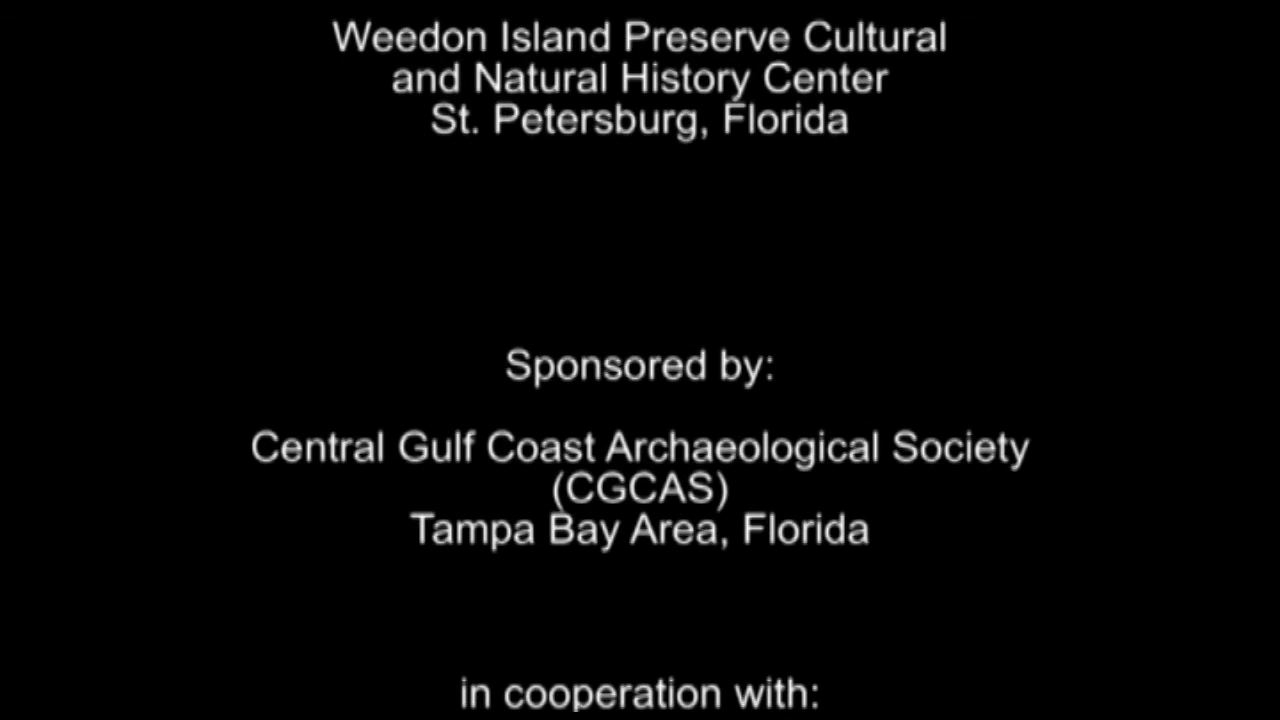 Weedon Island Preserve Cultural
and Natural History Center
St. Petersburg, Florida
Sponsored by:
Central Gulf Coast Archaeological Society
(CGCAS)
Tampa Bay Area, Florida
in cooperation with: